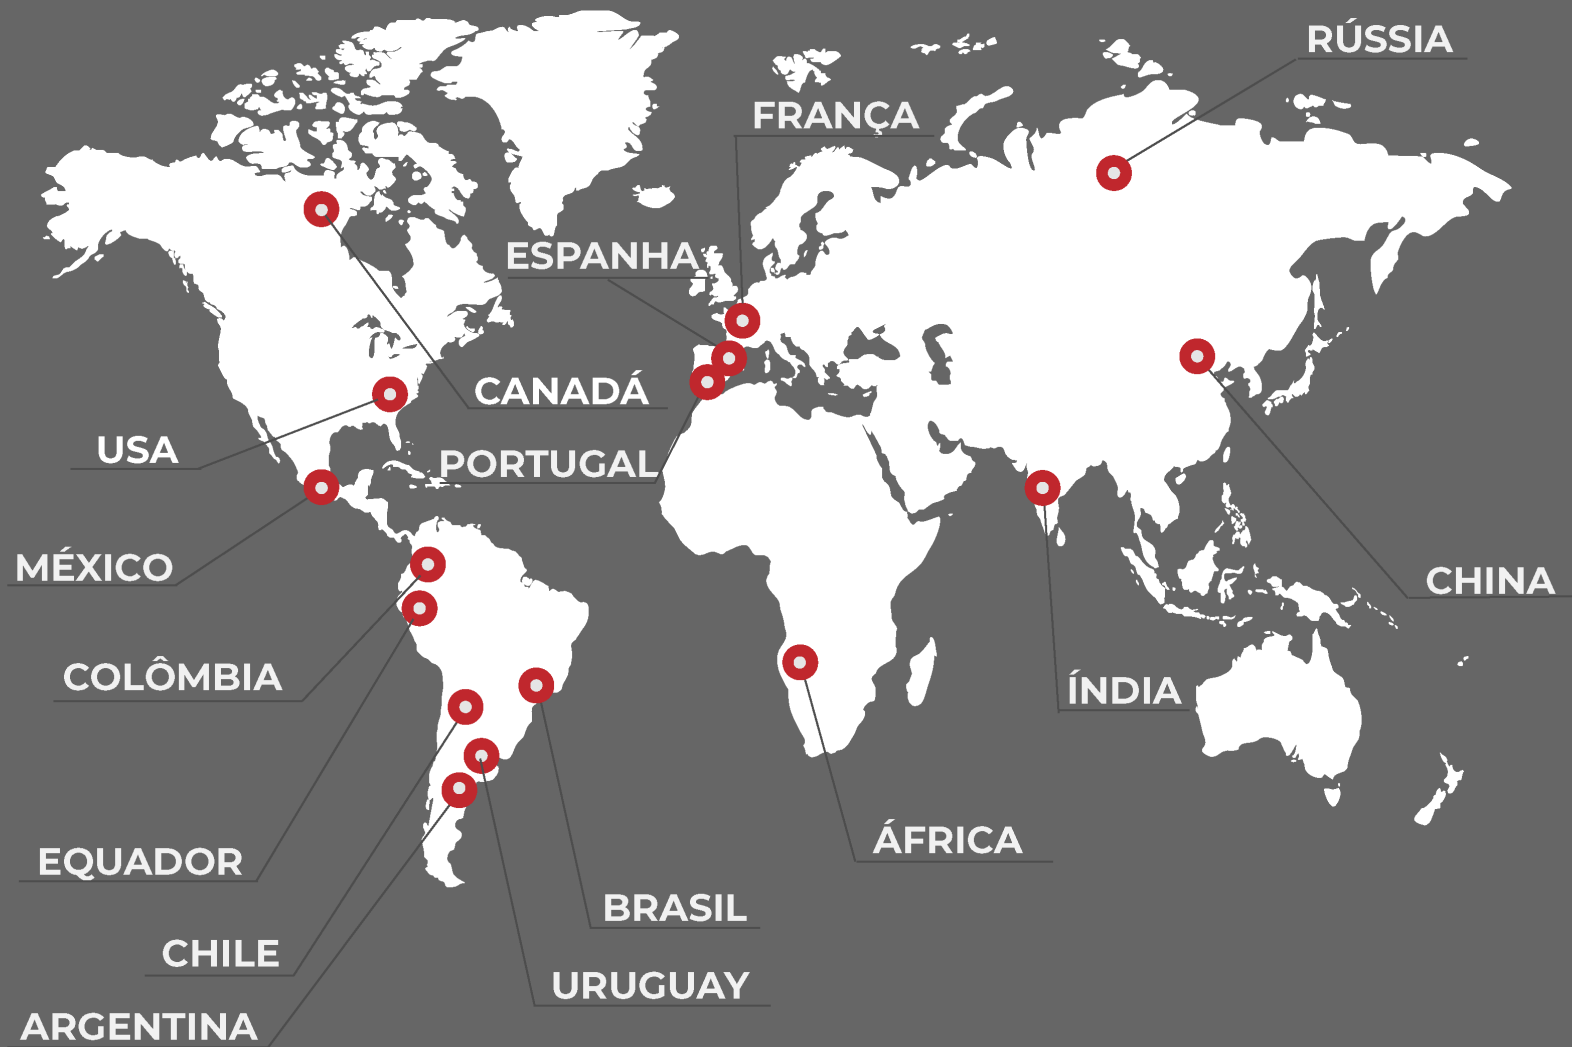 RÚSSIA
FRANÇA
ESPANHA
CANADÁ
USA
PORTUGAL
MÉXICO
CHINA
COLÔMBIA
ÍNDIA
ÁFRICA
EQUADOR
BRASIL
CHILE
URUGUAY
ARGENTINA